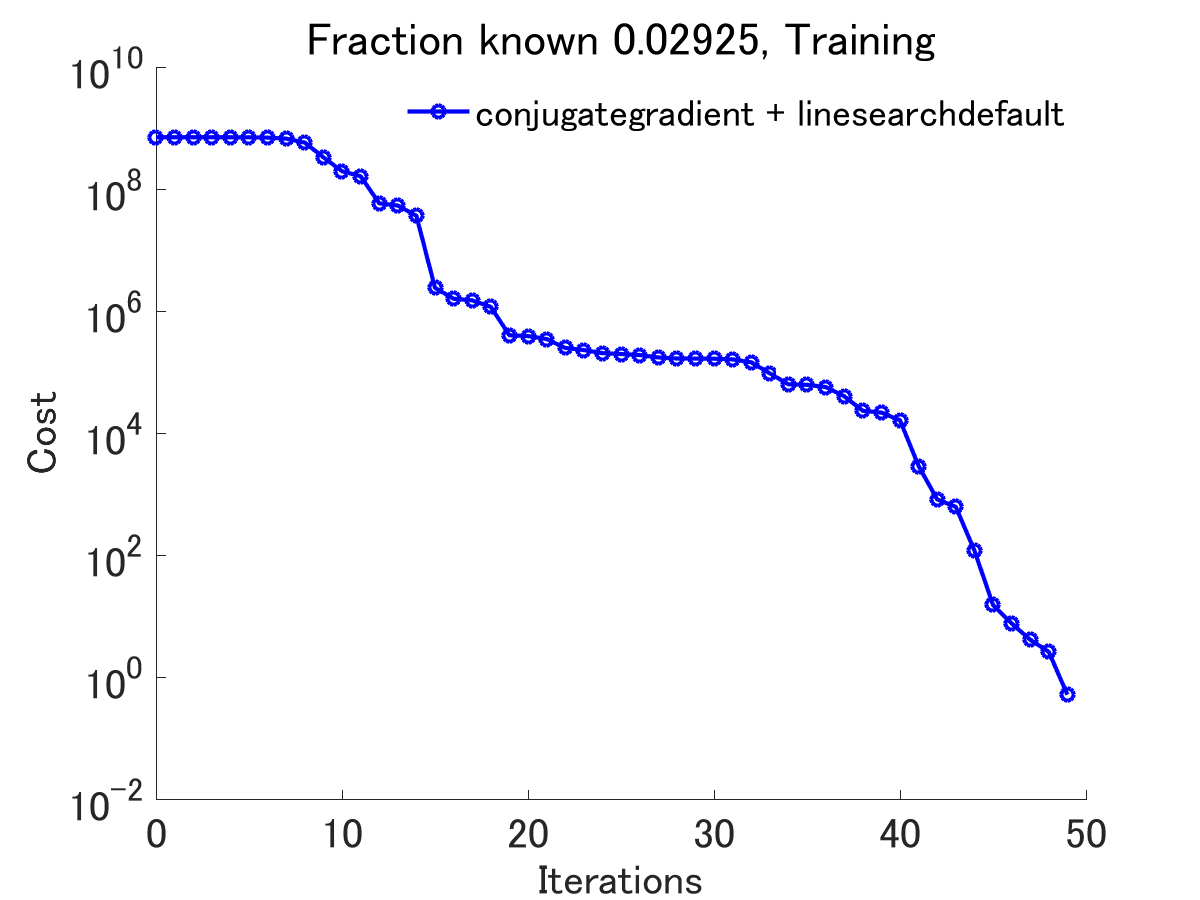 Fraction known 0.02925, Training
conjugategradient + linesearchdefault
10^10
10^8
10^6
10^4
10^2
10^0
10^-2
Cost
0 10 20 30 40 50
Iterations